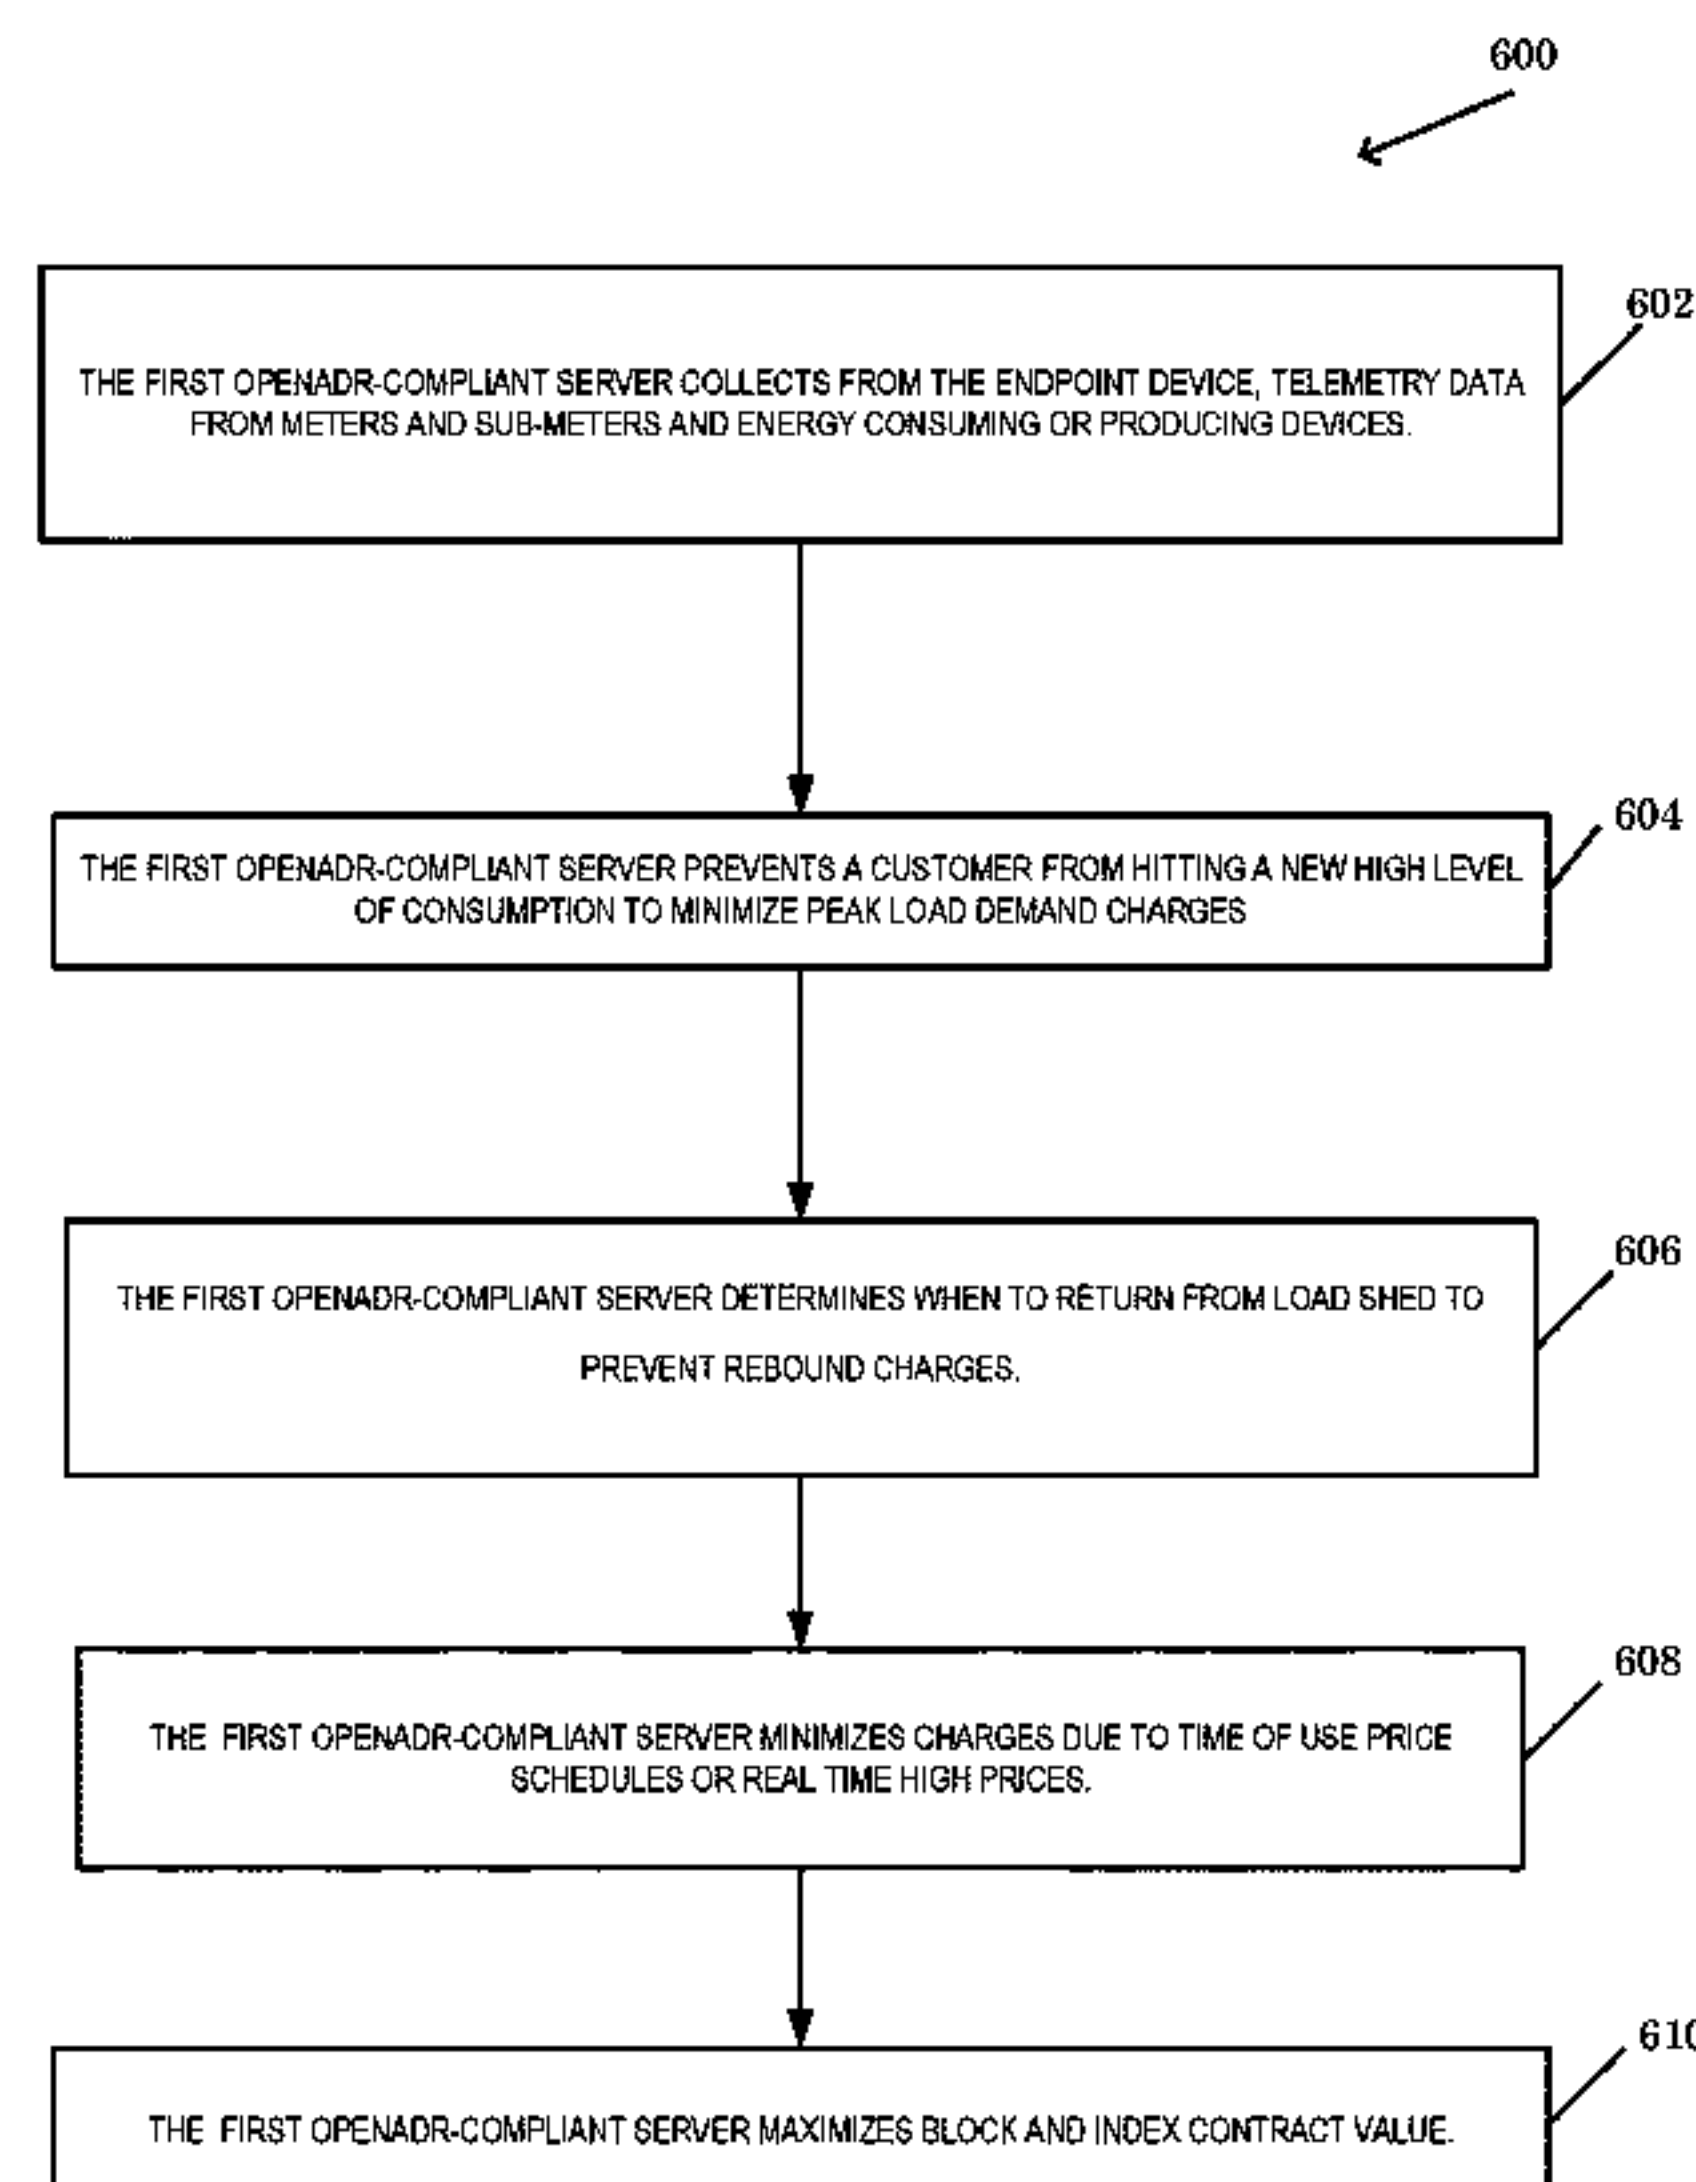 600
602
THE FIRST OPENADR-COMPLIANT SERVER COLLECTS FROM THE ENDPOINT DEVICE, TELEMETRY DATA
FROM METERS AND SUB-METERS AND ENERGY CONSUMING OR PRODUCING DEVICES.
604
THE FIRST OPENADR-COMPLIANT SERVER PREVENTS A CUSTOMER FROM HITTING A NEW HIGH LEVEL
OF CONSUMPTION TO MINIMIZE PEAK LOAD DEMAND CHARGES
606
THE FIRST OPENADR-COMPLIANT SERVER DETERMINES WHEN TO RETURN FROM LOAD SHED TO
PREVENT REBOUND CHARGES.
608
THE FIRST OPENADR-COMPLIANT SERVER MINIMIZES CHARGES DUE TO TIME OF USE PRICE
SCHEDULES OR REAL TIME HIGH PRICES.
610
THE FIRST OPENADR-COMPLIANT SERVER MAXIMIZES BLOCK AND INDEX CONTRACT VALUE.